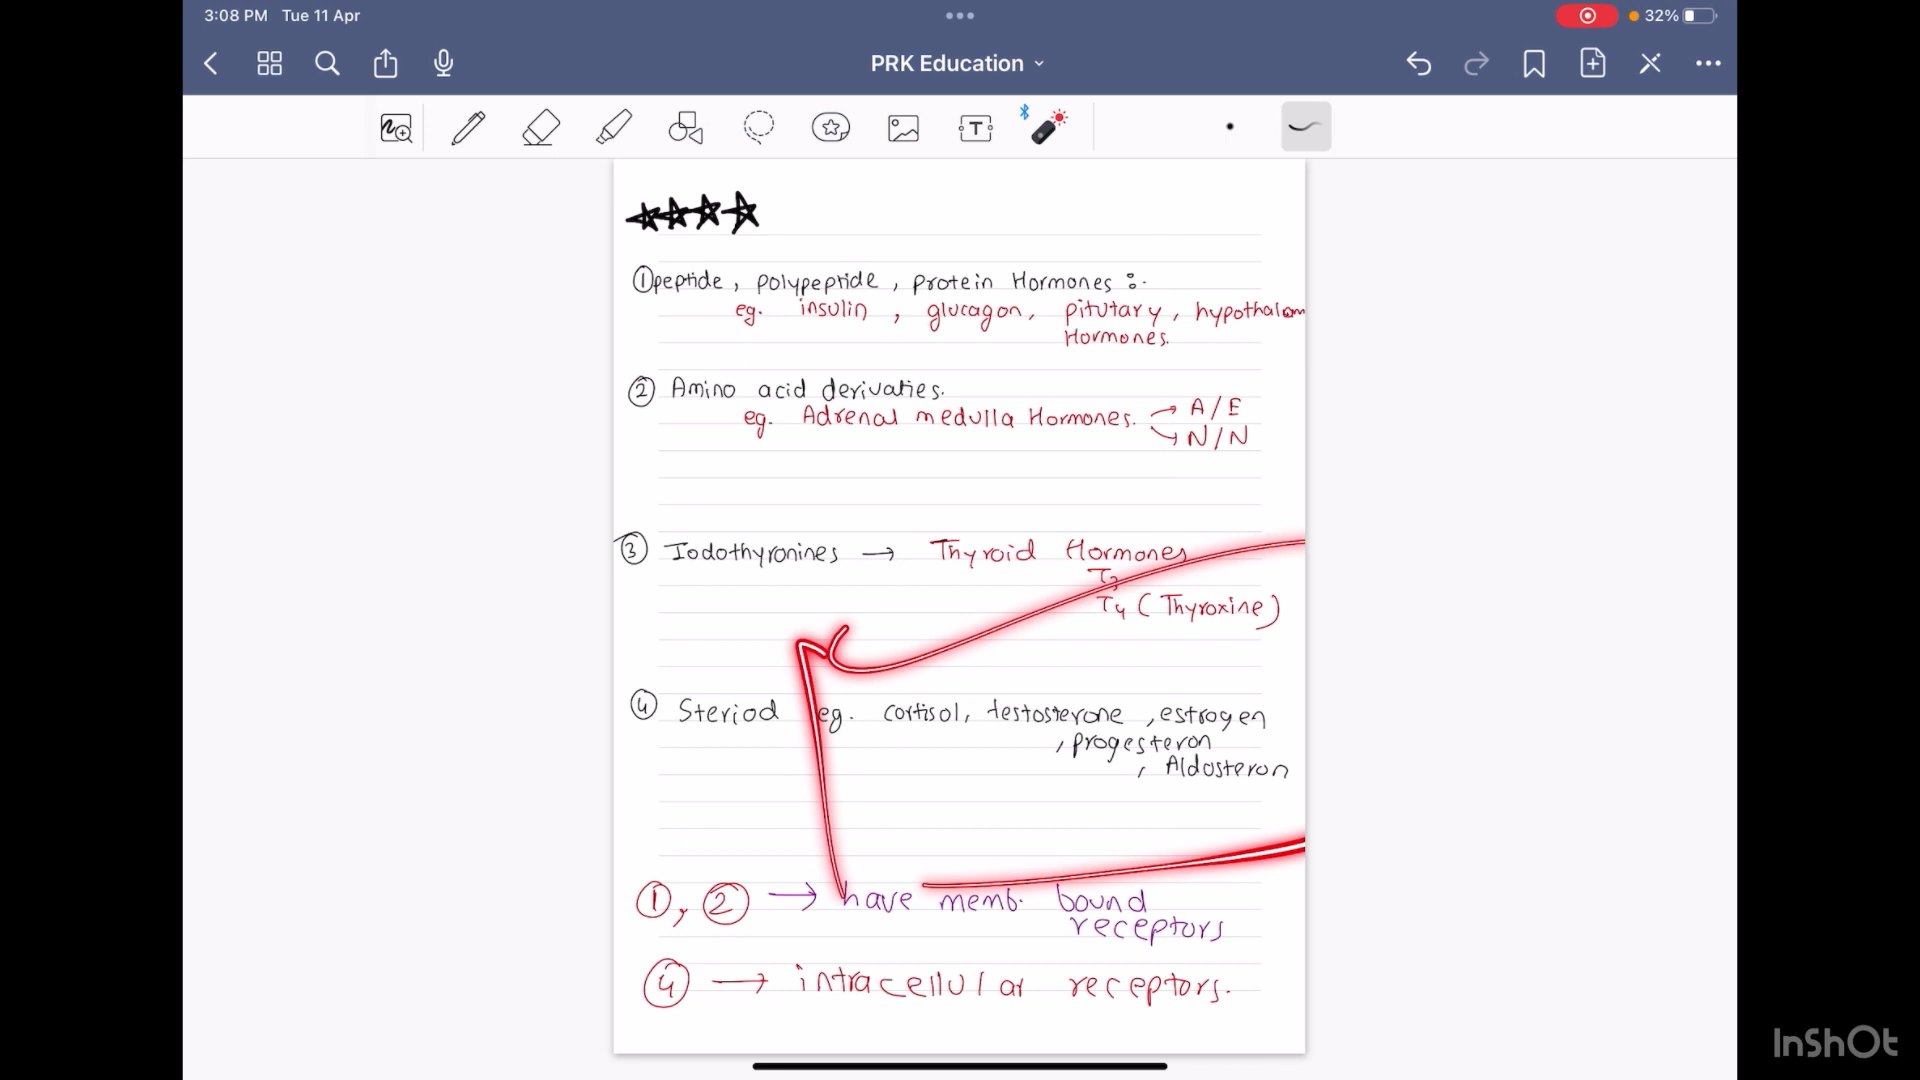 3:08 PM Tue 11 Apr
32%
PRK Education
T
① peptide, polypeptide, protein Hormones :-
eg. insulin, glucagon, pitutary, hypothalam
Hormones.
② Amino acid derivaties.
eg. Adrenal medulla Hormones. → A/E
→ N/N
③ Iodothyronines → Thyroid Hormones
T3
T4 (Thyroxine)
④ Steriod eg. cortisol, testosterone, estrogen
, progesteron
, Aldosteron
①, ② → have memb. bound
receptors
④ → intracellular receptors.
InShOt